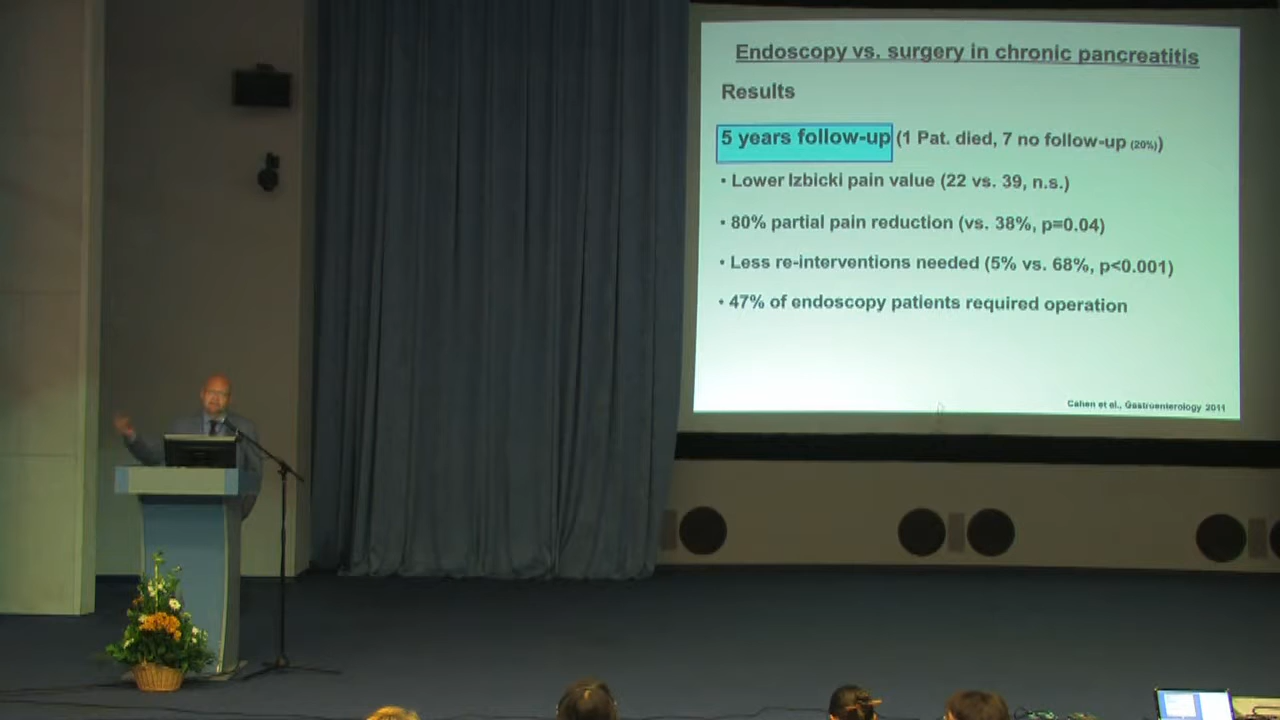 Endoscopy vs. surgery in chronic pancreatitis
Results
5 years follow-up (1 Pat. died, 7 no follow-up (20%))
• Lower Izbicki pain value (22 vs. 39, n.s.)
• 80% partial pain reduction (vs. 38%, p=0.04)
• Less re-interventions needed (5% vs. 68%, p<0.001)
• 47% of endoscopy patients required operation
Cahen et al., Gastroenterology 2011